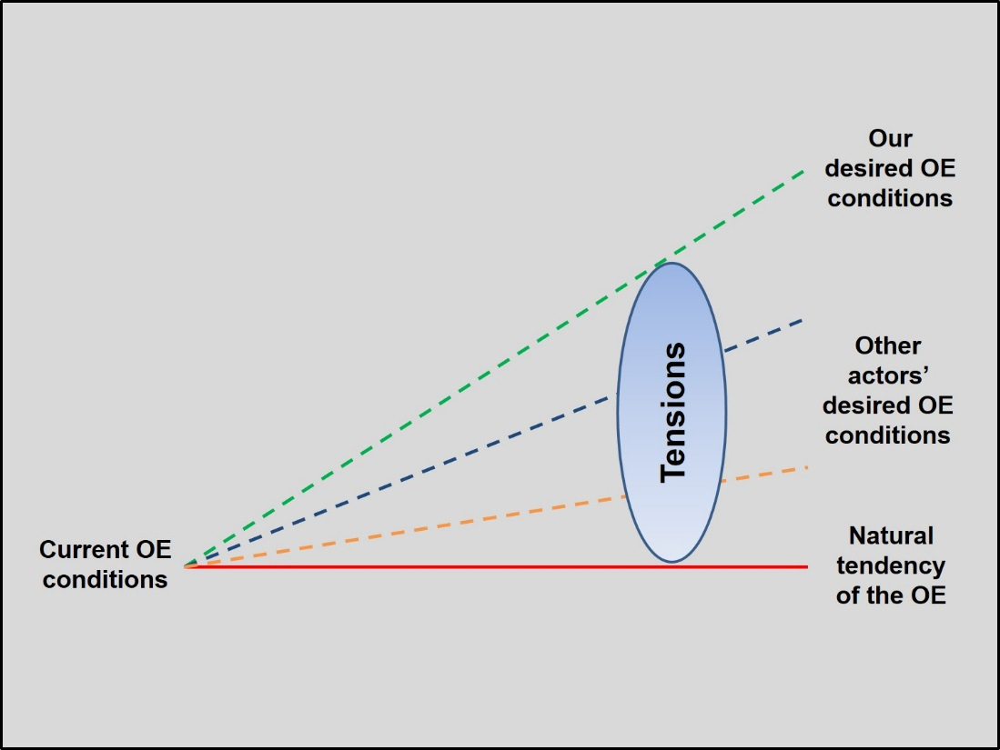 Our
desired OE
conditions
Tensions
Other
actors’
desired OE
conditions
Current OE
conditions
Natural
tendency
of the OE